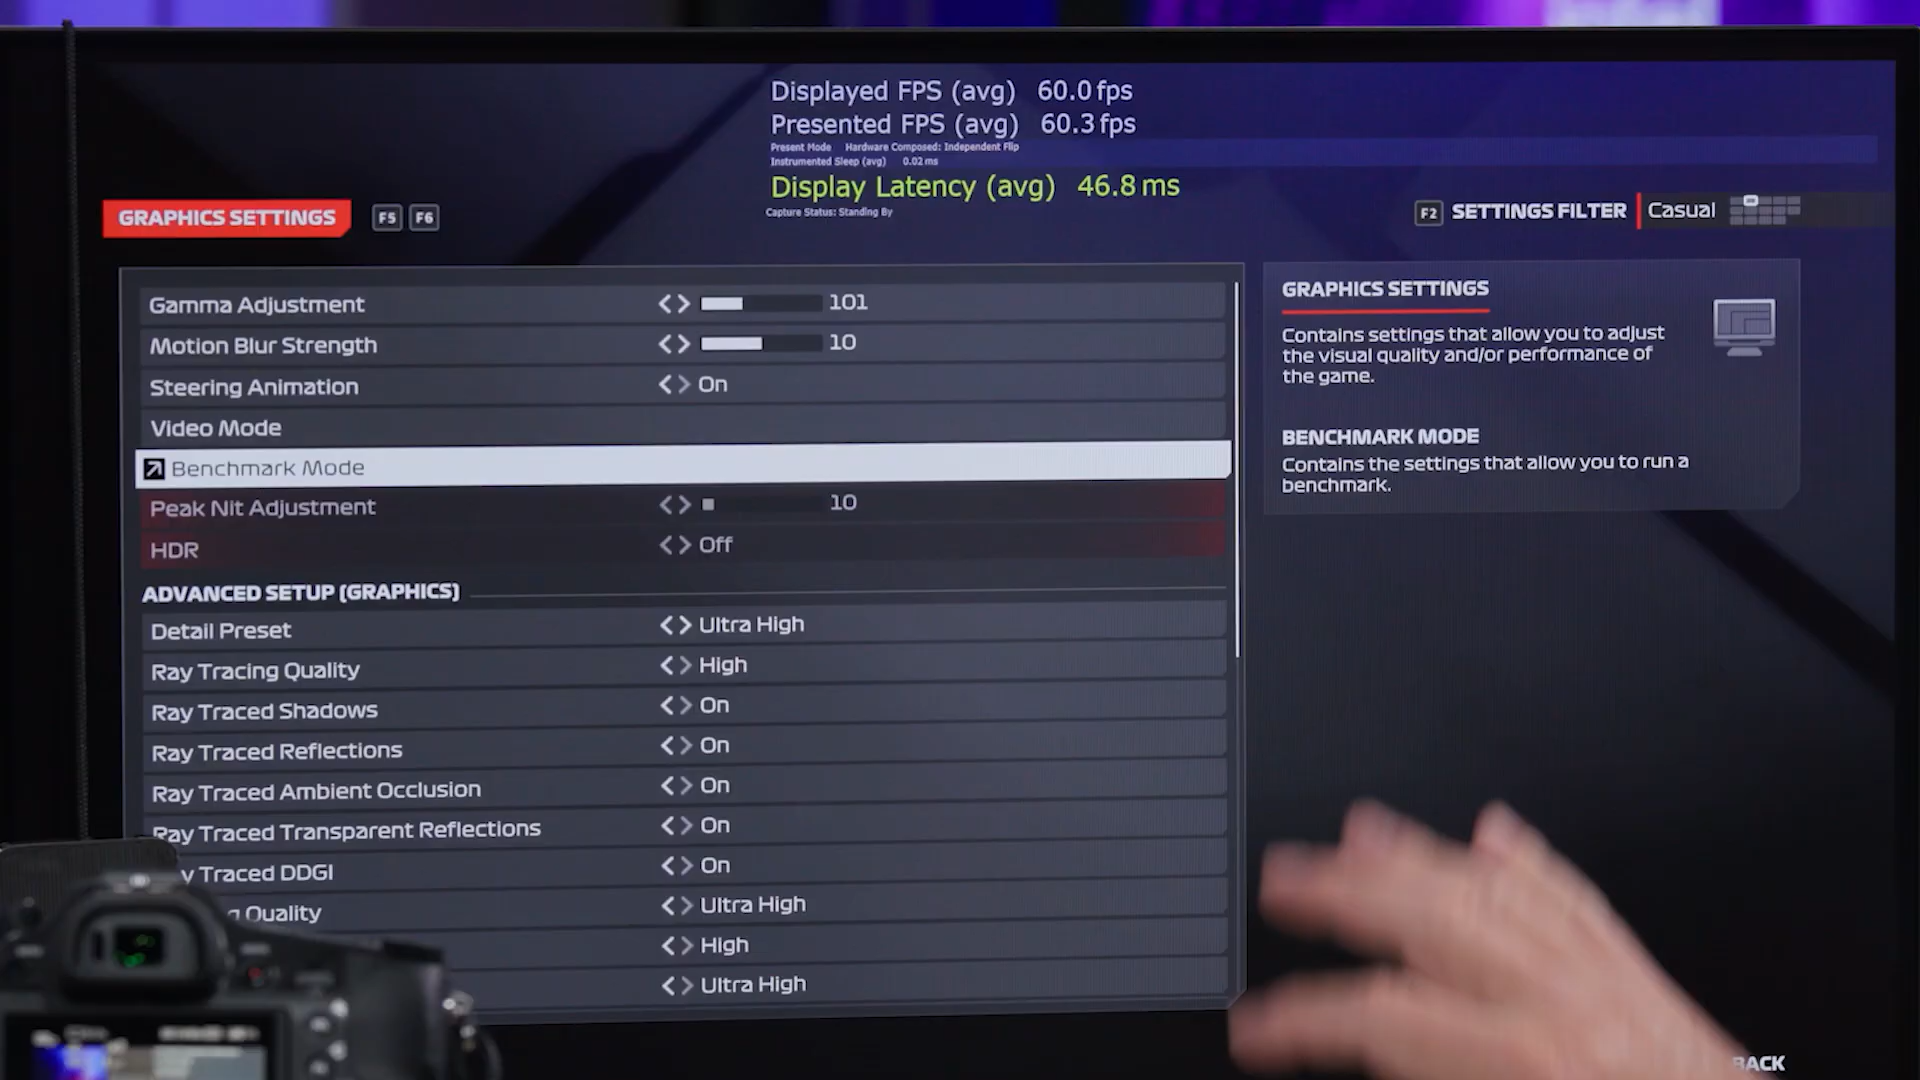 Displayed FPS (avg) 60.0 fps
Presented FPS (avg) 60.3 fps
Present Mode Hardware Composed: Independent Flip
Instrumented Sleep (avg) 0.02 ms
Display Latency (avg) 46.8 ms
Capture Status: Standing By
GRAPHICS SETTINGS F5 F6
F2 SETTINGS FILTER Casual
Gamma Adjustment 101
Motion Blur Strength 10
Steering Animation On
Video Mode
Benchmark Mode
Peak Nit Adjustment 10
HDR Off
ADVANCED SETUP (GRAPHICS)
Detail Preset Ultra High
Ray Tracing Quality High
Ray Traced Shadows On
Ray Traced Reflections On
Ray Traced Ambient Occlusion On
Ray Traced Transparent Reflections On
y Traced DDGI On
g Quality Ultra High
High
Ultra High
GRAPHICS SETTINGS
Contains settings that allow you to adjust
the visual quality and/or performance of
the game.
BENCHMARK MODE
Contains the settings that allow you to run a
benchmark.
BACK